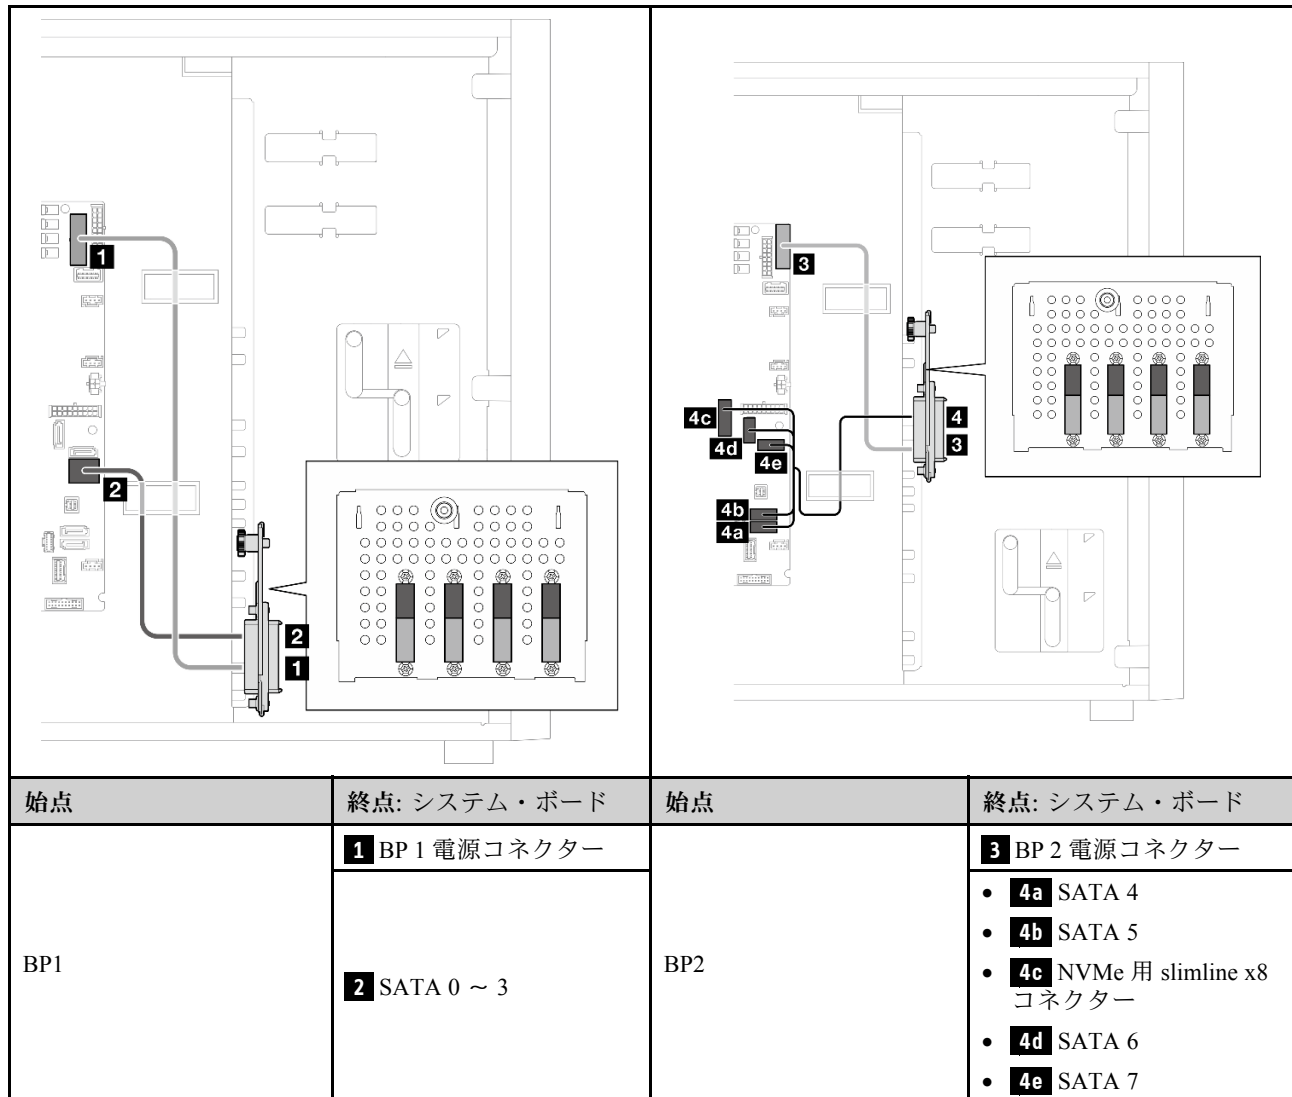 1
2
2
1
3
4c
4d
4e
4b
4a
4
3
始点
終点: システム・ボード
始点
終点: システム・ボード
BP1
1 BP 1 電源コネクター
2 SATA 0 ～ 3
BP2
3 BP 2 電源コネクター
• 4a SATA 4
• 4b SATA 5
• 4c NVMe 用 slimline x8
コネクター
• 4d SATA 6
• 4e SATA 7